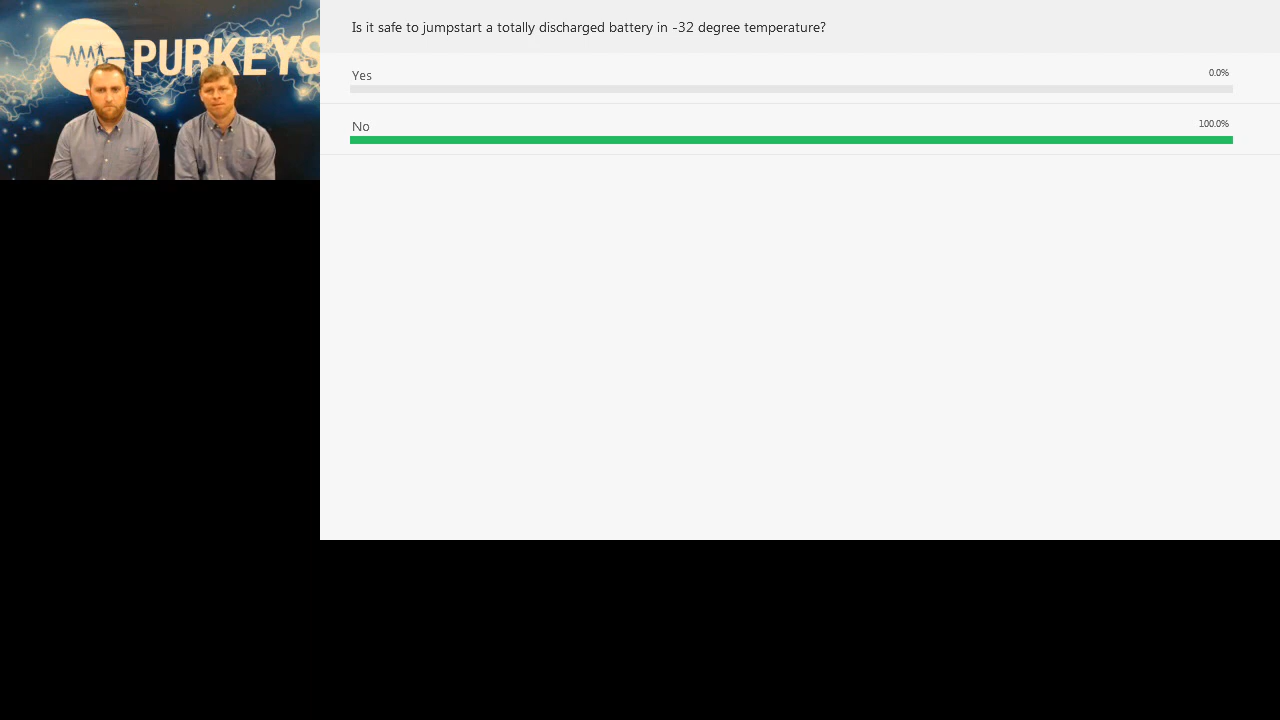 PURKEYS
Is it safe to jumpstart a totally discharged battery in -32 degree temperature?
Yes
0.0%
No
100.0%